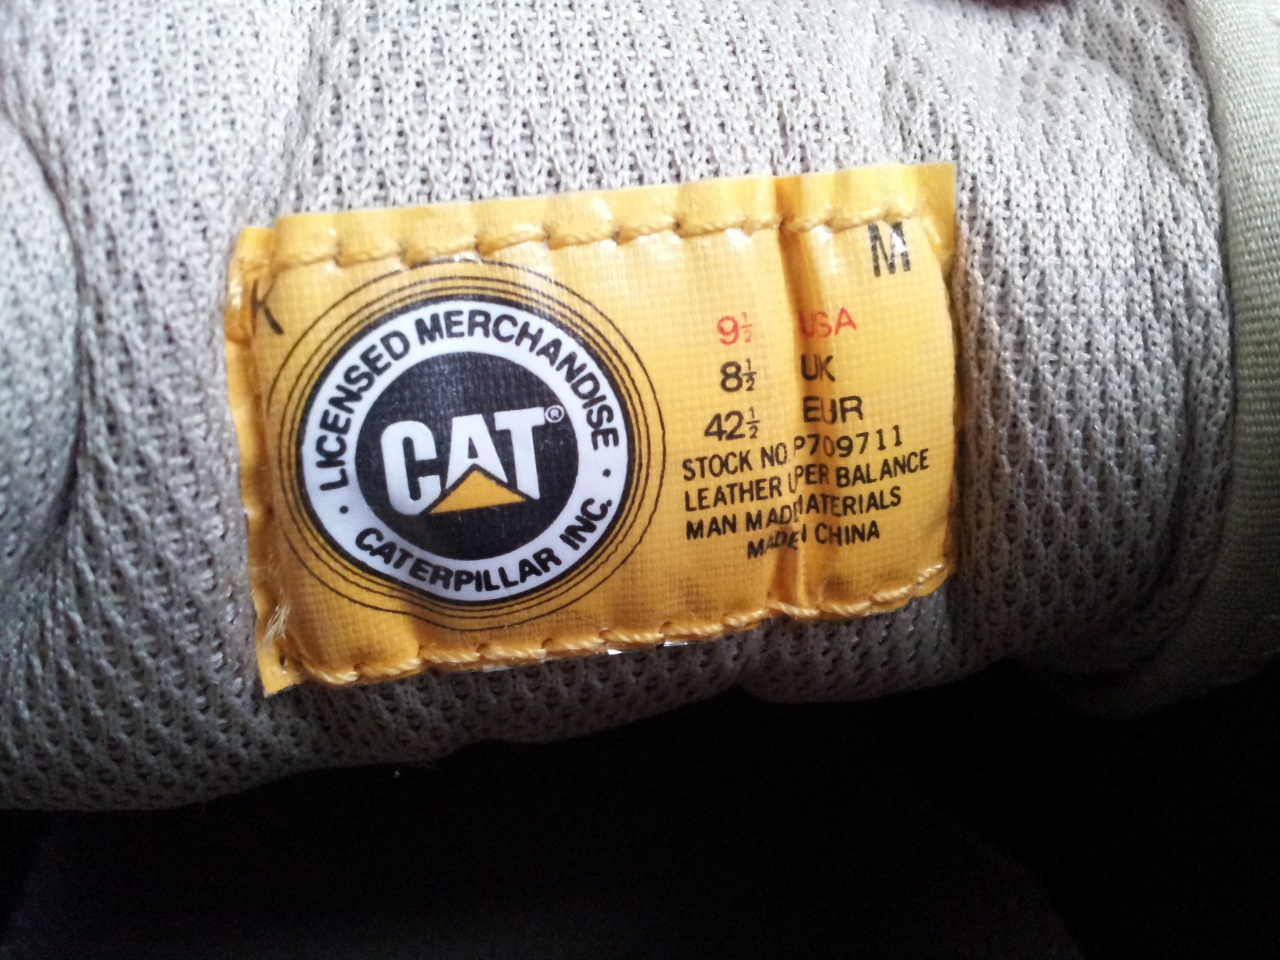 K
M
LICENSED MERCHANDISE
CAT®
· CATERPILLAR INC. ·
9½ USA
8½ UK
42½ EUR
STOCK NO P709711
LEATHER UPER BALANCE
MAN MADE MATERIALS
MADE I CHINA